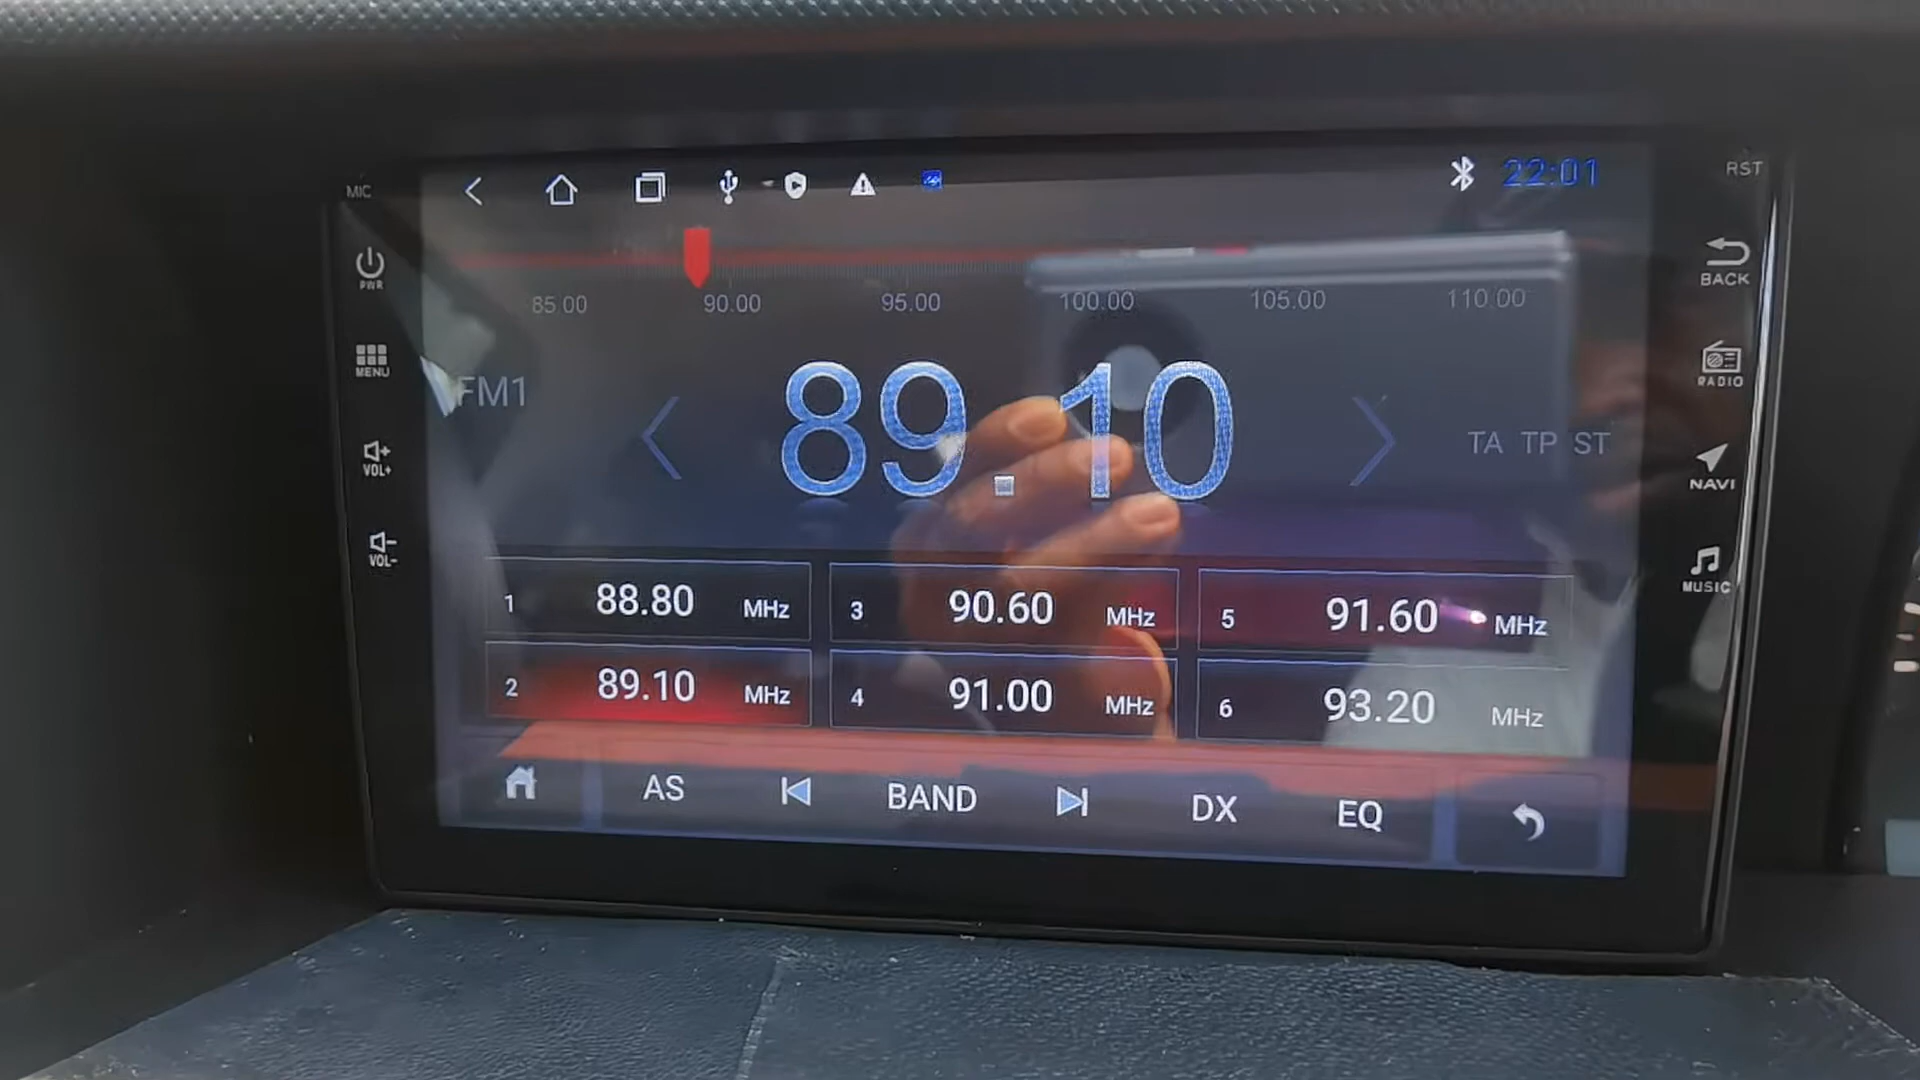 MIC
22:01
RST
PWR
BACK
85.00 90.00 95.00 100.00 105.00 110.00
MENU
FM1
89.10
RADIO
TA TP ST
VOL+
NAVI
VOL-
MUSIC
1 88.80 MHz
3 90.60 MHz
5 91.60 MHz
2 89.10 MHz
4 91.00 MHz
6 93.20 MHz
AS BAND DX EQ